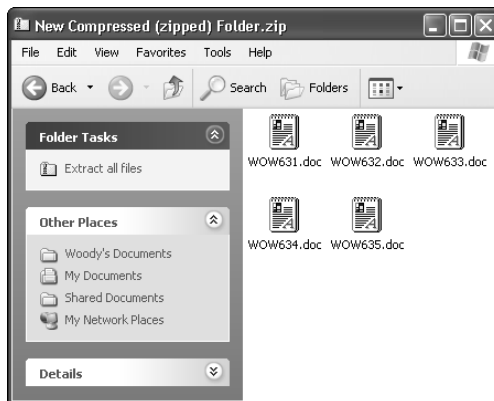 New Compressed (zipped) Folder.zip
File Edit View Favorites Tools Help
Back Search Folders
Folder Tasks
Extract all files
Other Places
Woody's Documents
My Documents
Shared Documents
My Network Places
Details
WOW631.doc WOW632.doc WOW633.doc
WOW634.doc WOW635.doc